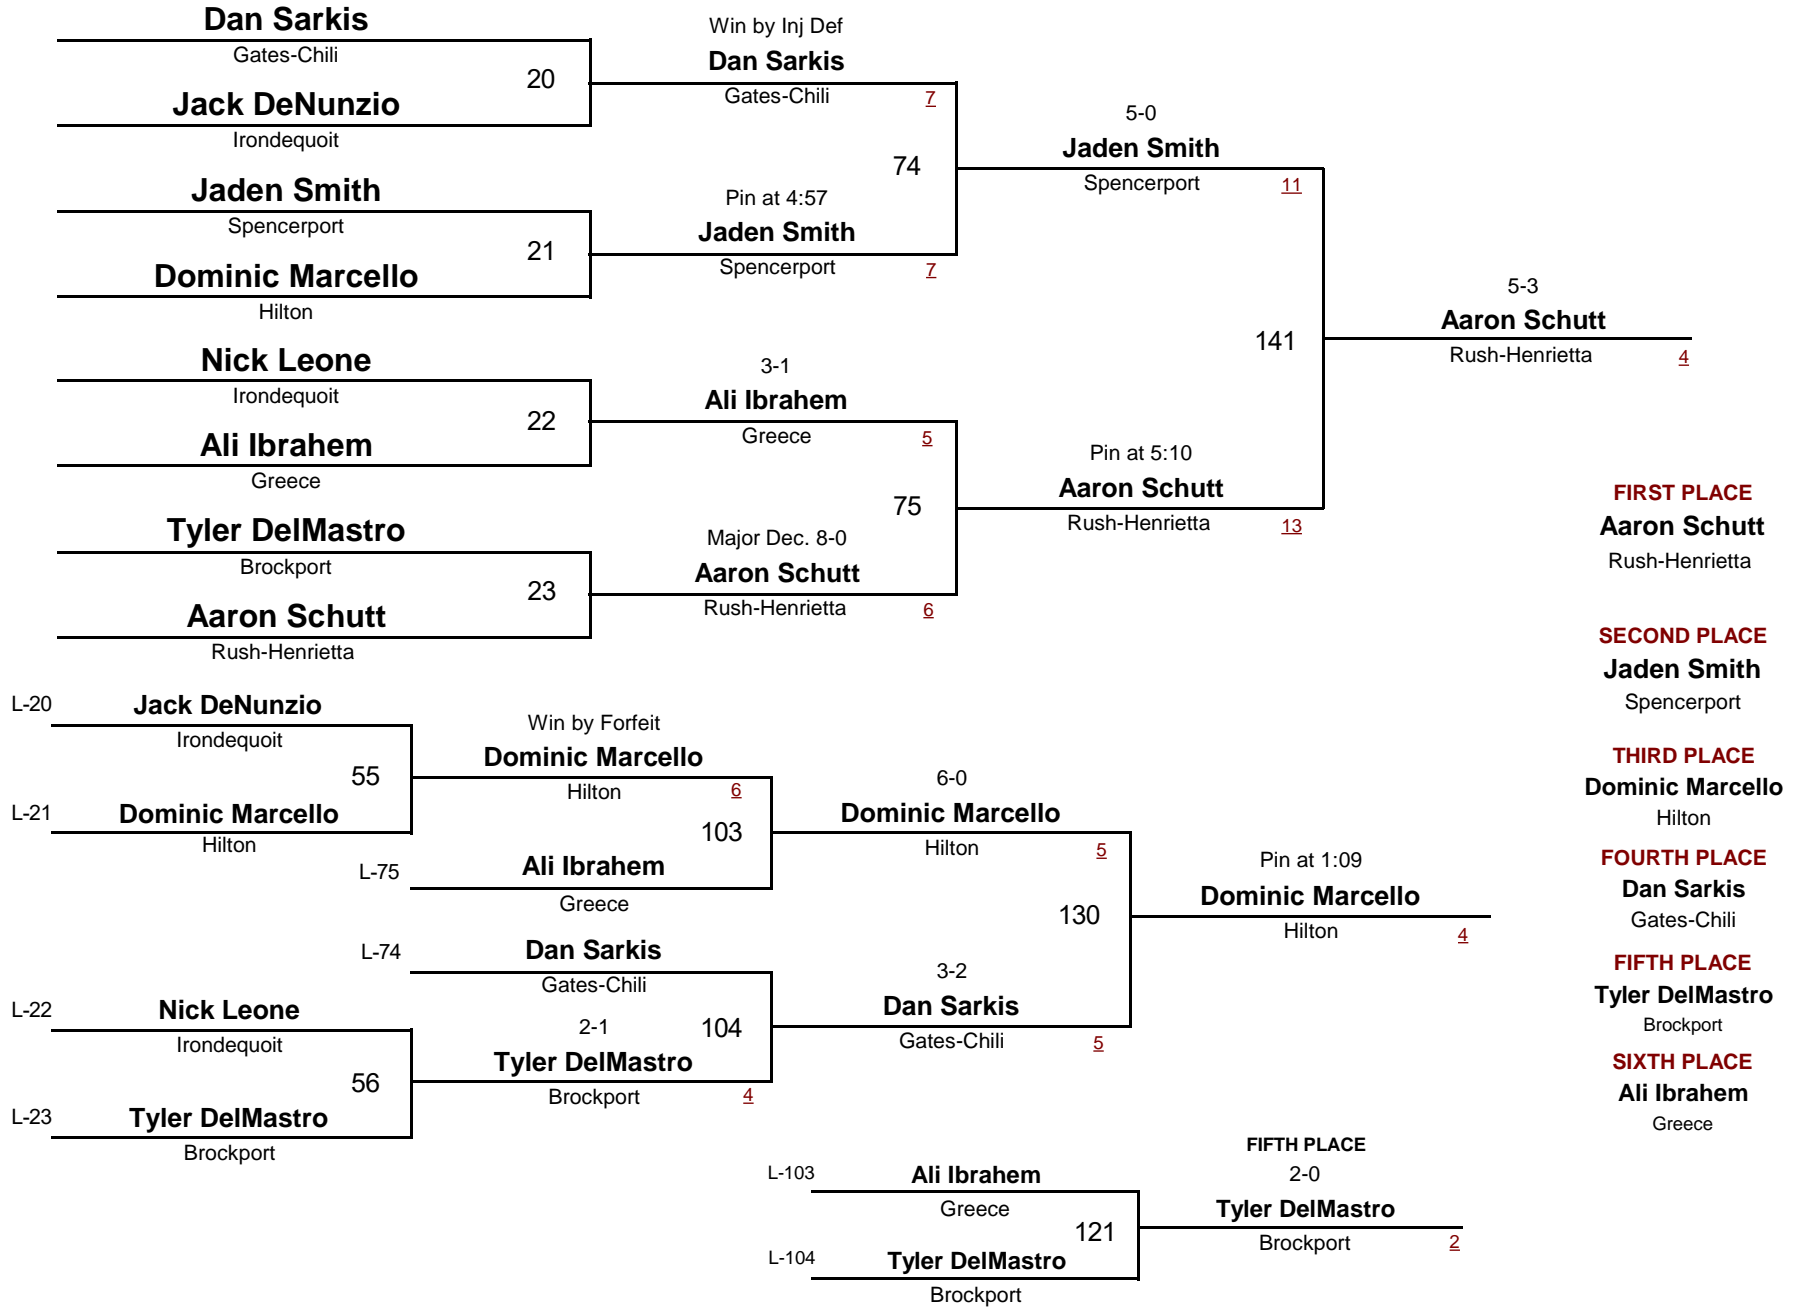 Dan Sarkis
Gates-Chili
20
Jack DeNunzio
Irondequoit
Jaden Smith
Spencerport
21
Dominic Marcello
Hilton
Nick Leone
Irondequoit
22
Ali Ibrahem
Greece
Tyler DelMastro
Brockport
23
Aaron Schutt
Rush-Henrietta
Win by Inj Def
Dan Sarkis
Gates-Chili
7
74
Pin at 4:57
Jaden Smith
Spencerport
7
3-1
Ali Ibrahem
Greece
5
75
Major Dec. 8-0
Aaron Schutt
Rush-Henrietta
6
5-0
Jaden Smith
Spencerport
11
141
Pin at 5:10
Aaron Schutt
Rush-Henrietta
13
5-3
Aaron Schutt
Rush-Henrietta
4
L-20
Jack DeNunzio
Irondequoit
55
L-21
Dominic Marcello
Hilton
L-22
Nick Leone
Irondequoit
56
L-23
Tyler DelMastro
Brockport
Win by Forfeit
Dominic Marcello
Hilton
6
103
L-75
Ali Ibrahem
Greece
L-74
Dan Sarkis
Gates-Chili
104
2-1
Tyler DelMastro
Brockport
4
6-0
Dominic Marcello
Hilton
5
130
3-2
Dan Sarkis
Gates-Chili
5
Pin at 1:09
Dominic Marcello
Hilton
4
L-103
Ali Ibrahem
Greece
121
L-104
Tyler DelMastro
Brockport
FIFTH PLACE
2-0
Tyler DelMastro
Brockport
2
FIRST PLACE
Aaron Schutt
Rush-Henrietta
SECOND PLACE
Jaden Smith
Spencerport
THIRD PLACE
Dominic Marcello
Hilton
FOURTH PLACE
Dan Sarkis
Gates-Chili
FIFTH PLACE
Tyler DelMastro
Brockport
SIXTH PLACE
Ali Ibrahem
Greece